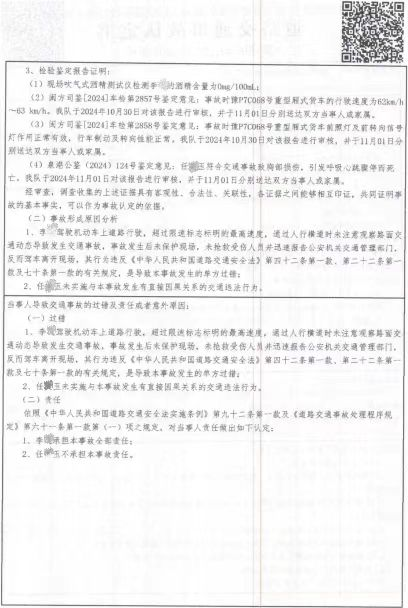 3、检验鉴定报告证明：
（1）现场吹气式酒精测试仪检测李 的酒精含量为0mg/100mL；
（2）闽方司鉴[2024]车检第2857号鉴定意见：事故时豫P7C068号重型厢式货车的行驶速度为62km/h
～63 km/h。我队于2024年10月30日对该报告进行审核，并于11月01日分别送达双方当事人或家属。
（3）闽方司鉴[2024]车检第2858号鉴定意见：事故时豫P7C068号重型厢式货车前照灯及前转向信号
灯作用正常有效，行车制动及转向性能正常。我队于2024年10月30日对该报告进行审核，并于11月01日分
别送达双方当事人或家属。
（4）泉港公鉴（2024）124号鉴定意见：任 玉符合交通事故致胸部损伤，引发呼吸心跳骤停而死
亡。我队于2024年11月01日对该报告进行审核，并于11月01日分别送达双方当事人或家属。
经审查，调查收集的上述证据具有客观性、合法性、关联性，各证据之间能够相互印证，共同证明事
故的基本事实，可以作为事故认定的依据。
（二）事故形成原因分析
1、李 驾驶机动车上道路行驶，超过限速标志标明的最高速度，通过人行横道时未注意观察路面交
通动态导致发生交通事故，事故发生后未保护现场，未抢救受伤人员并迅速报告公安机关交通管理部门，
反而驾车离开现场，其行为违反《中华人民共和国道路交通安全法》第四十二条第一款、第二十二条第一
款及七十条第一款的有关规定，是导致本事故发生的单方过错；
2、任 玉未实施与本事故发生有直接因果关系的交通违法行为。
当事人导致交通事故的过错及责任或者意外原因：
（一）过错
1、李 驾驶机动车上道路行驶，超过限速标志标明的最高速度，通过人行横道时未注意观察路面交
通动态导致发生交通事故，事故发生后未保护现场，未抢救受伤人员并迅速报告公安机关交通管理部门，
反而驾车离开现场，其行为违反《中华人民共和国道路交通安全法》第四十二条第一款、第二十二条第一
款及七十条第一款的有关规定，是导致本事故发生的单方过错；
2、任 玉未实施与本事故发生有直接因果关系的交通违法行为。
（二）责任
依照《中华人民共和国道路交通安全法实施条例》第九十二条第一款及《道路交通事故处理程序规
定》第六十一条第一款第（一）项之规定，对当事人责任做出如下认定：
1、李 承担本事故全部责任；
2、任 玉不承担本事故责任。